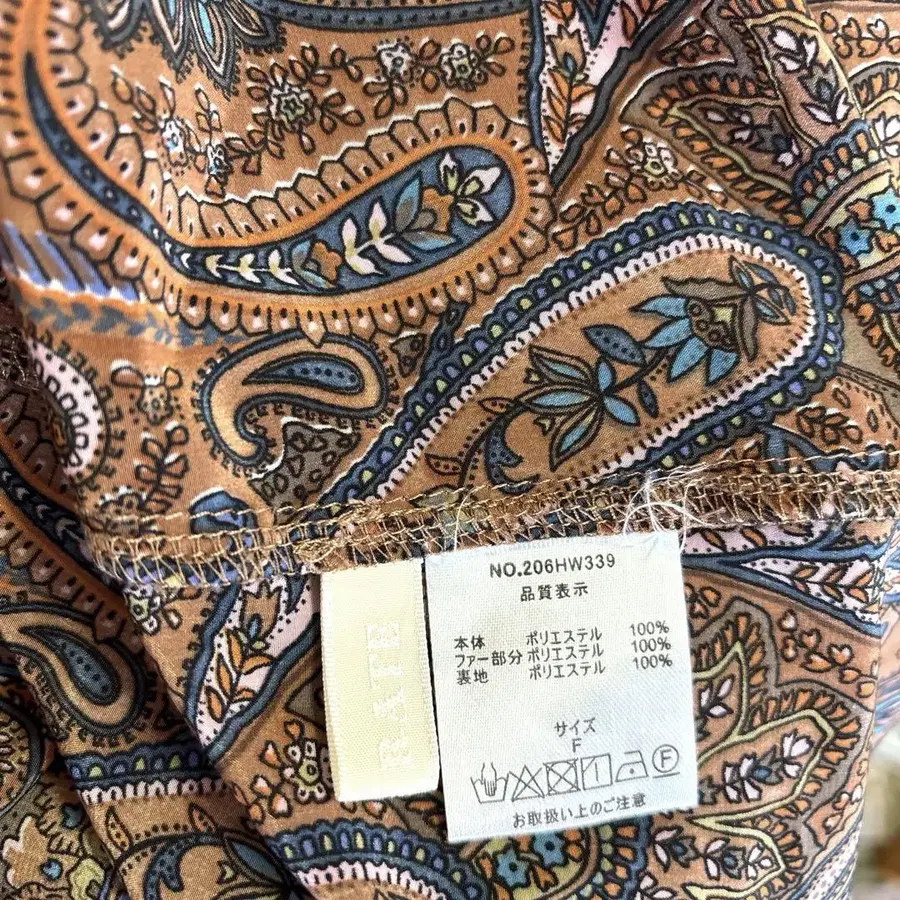 NO.206HW339
品質表示
本体 ポリエステル 100%
ファー部分 ポリエステル 100%
裏地 ポリエステル 100%
サイズ
F
F
お取扱い上のご注意
RATE